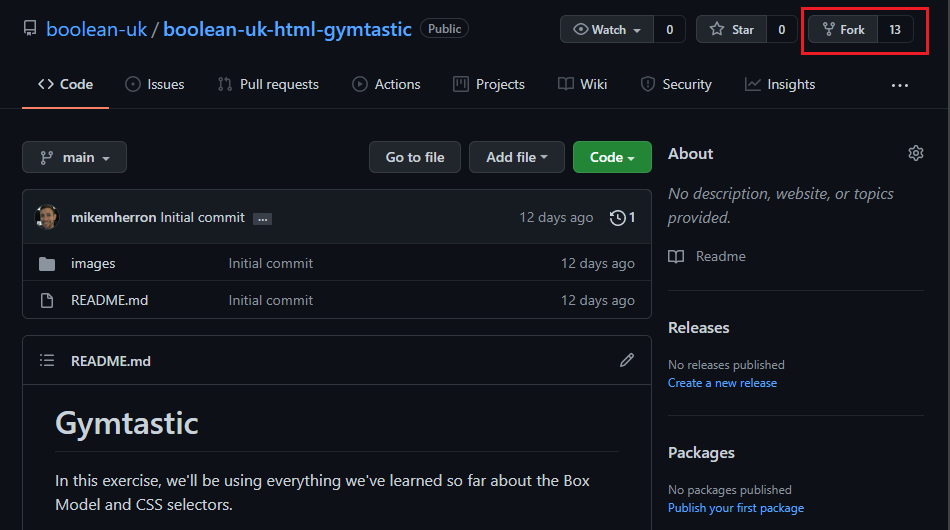 boolean-uk / boolean-uk-html-gymtastic Public Watch 0 Star 0 Fork 13
Code Issues Pull requests Actions Projects Wiki Security Insights ...
main Go to file Add file Code
mikemherron Initial commit ... 12 days ago 1
images Initial commit 12 days ago
README.md Initial commit 12 days ago
README.md
Gymtastic
In this exercise, we'll be using everything we've learned so far about the Box
Model and CSS selectors.
About
No description, website, or topics
provided.
Readme
Releases
No releases published
Create a new release
Packages
No packages published
Publish your first package